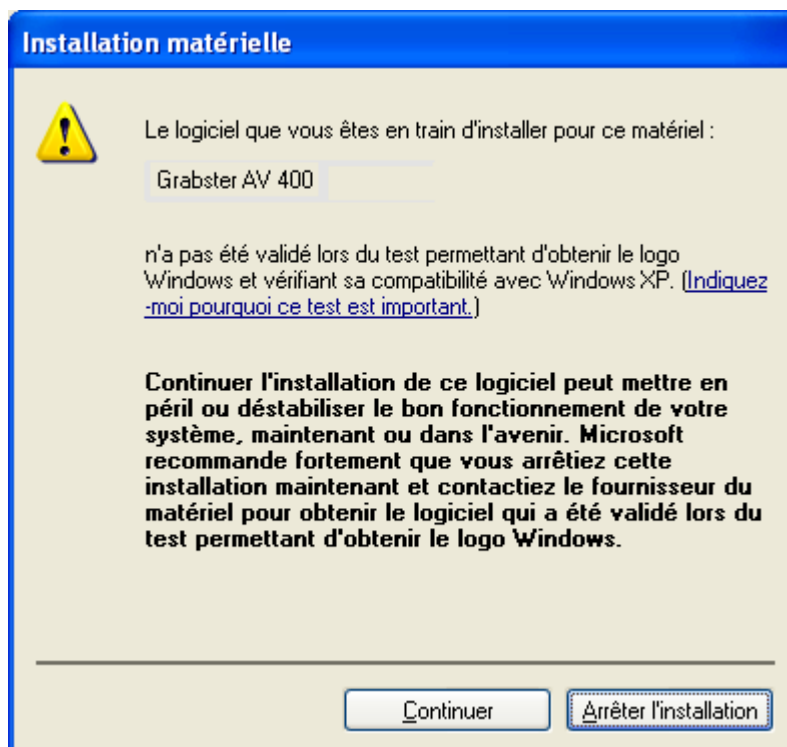 Installation matérielle
Le logiciel que vous êtes en train d'installer pour ce matériel :
Grabster AV 400
n'a pas été validé lors du test permettant d'obtenir le logo
Windows et vérifiant sa compatibilité avec Windows XP. (Indiquez
-moi pourquoi ce test est important.)
Continuer l'installation de ce logiciel peut mettre en
péril ou déstabiliser le bon fonctionnement de votre
système, maintenant ou dans l'avenir. Microsoft
recommande fortement que vous arrêtiez cette
installation maintenant et contactiez le fournisseur du
matériel pour obtenir le logiciel qui a été validé lors du
test permettant d'obtenir le logo Windows.
Continuer
Arrêter l'installation